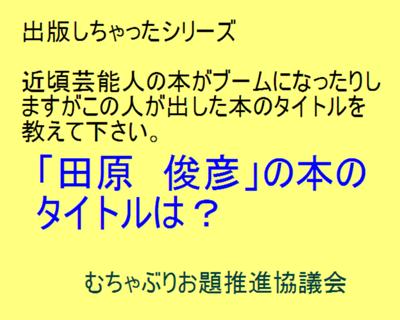 出版しちゃったシリーズ
近頃芸能人の本がブームになったりし
ますがこの人が出した本のタイトルを
教えて下さい。
「田原　俊彦」の本の
タイトルは？
むちゃぶりお題推進協議会